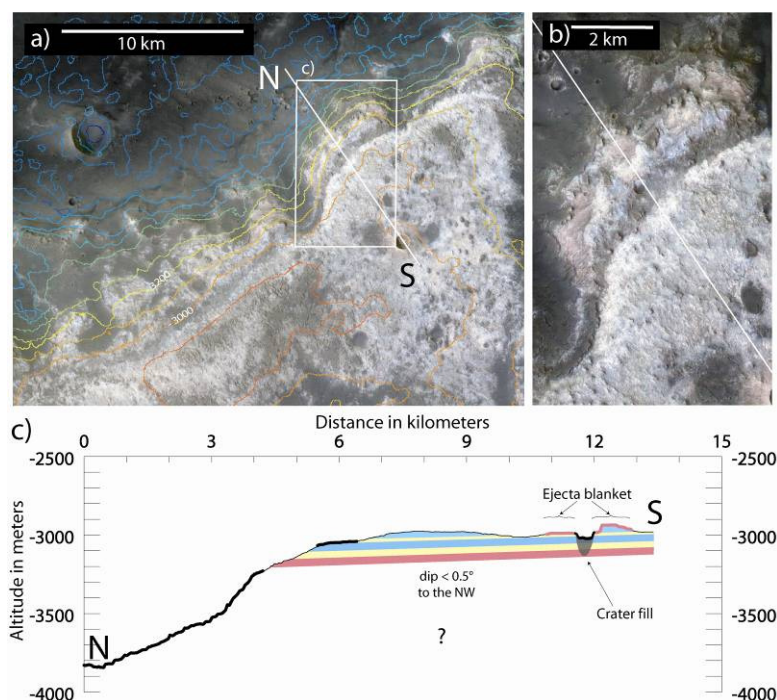 a)
10 km
N
c)
S
3200
3000
b)
2 km
c)
Distance in kilometers
0 3 6 9 12 15
-2500 -2500
Ejecta blanket
S
-3000 -3000
dip < 0.5°
to the NW
Crater fill
-3500 -3500
?
N
-4000 -4000
Altitude in meters